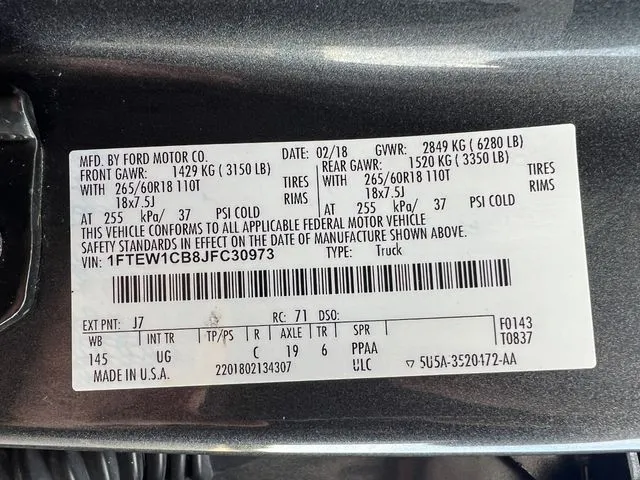 MFD. BY FORD MOTOR CO. DATE: 02/18 GVWR: 2849 KG ( 6280 LB)
FRONT GAWR: 1429 KG ( 3150 LB) REAR GAWR: 1520 KG ( 3350 LB)
WITH 265/60R18 110T TIRES WITH 265/60R18 110T TIRES
18x7.5J RIMS 18x7.5J RIMS
AT 255 kPa/ 37 PSI COLD AT 255 kPa/ 37 PSI COLD
THIS VEHICLE CONFORMS TO ALL APPLICABLE FEDERAL MOTOR VEHICLE
SAFETY STANDARDS IN EFFECT ON THE DATE OF MANUFACTURE SHOWN ABOVE.
VIN: 1FTEW1CB8JFC30973 TYPE: Truck
EXT PNT: J7 RC: 71 DSO: F0143
WB INT TR TP/PS R AXLE TR SPR T0837
145 UG C 19 6 PPAA
MADE IN U.S.A. 2201802134307 ULC ▽ 5U5A-3520472-AA